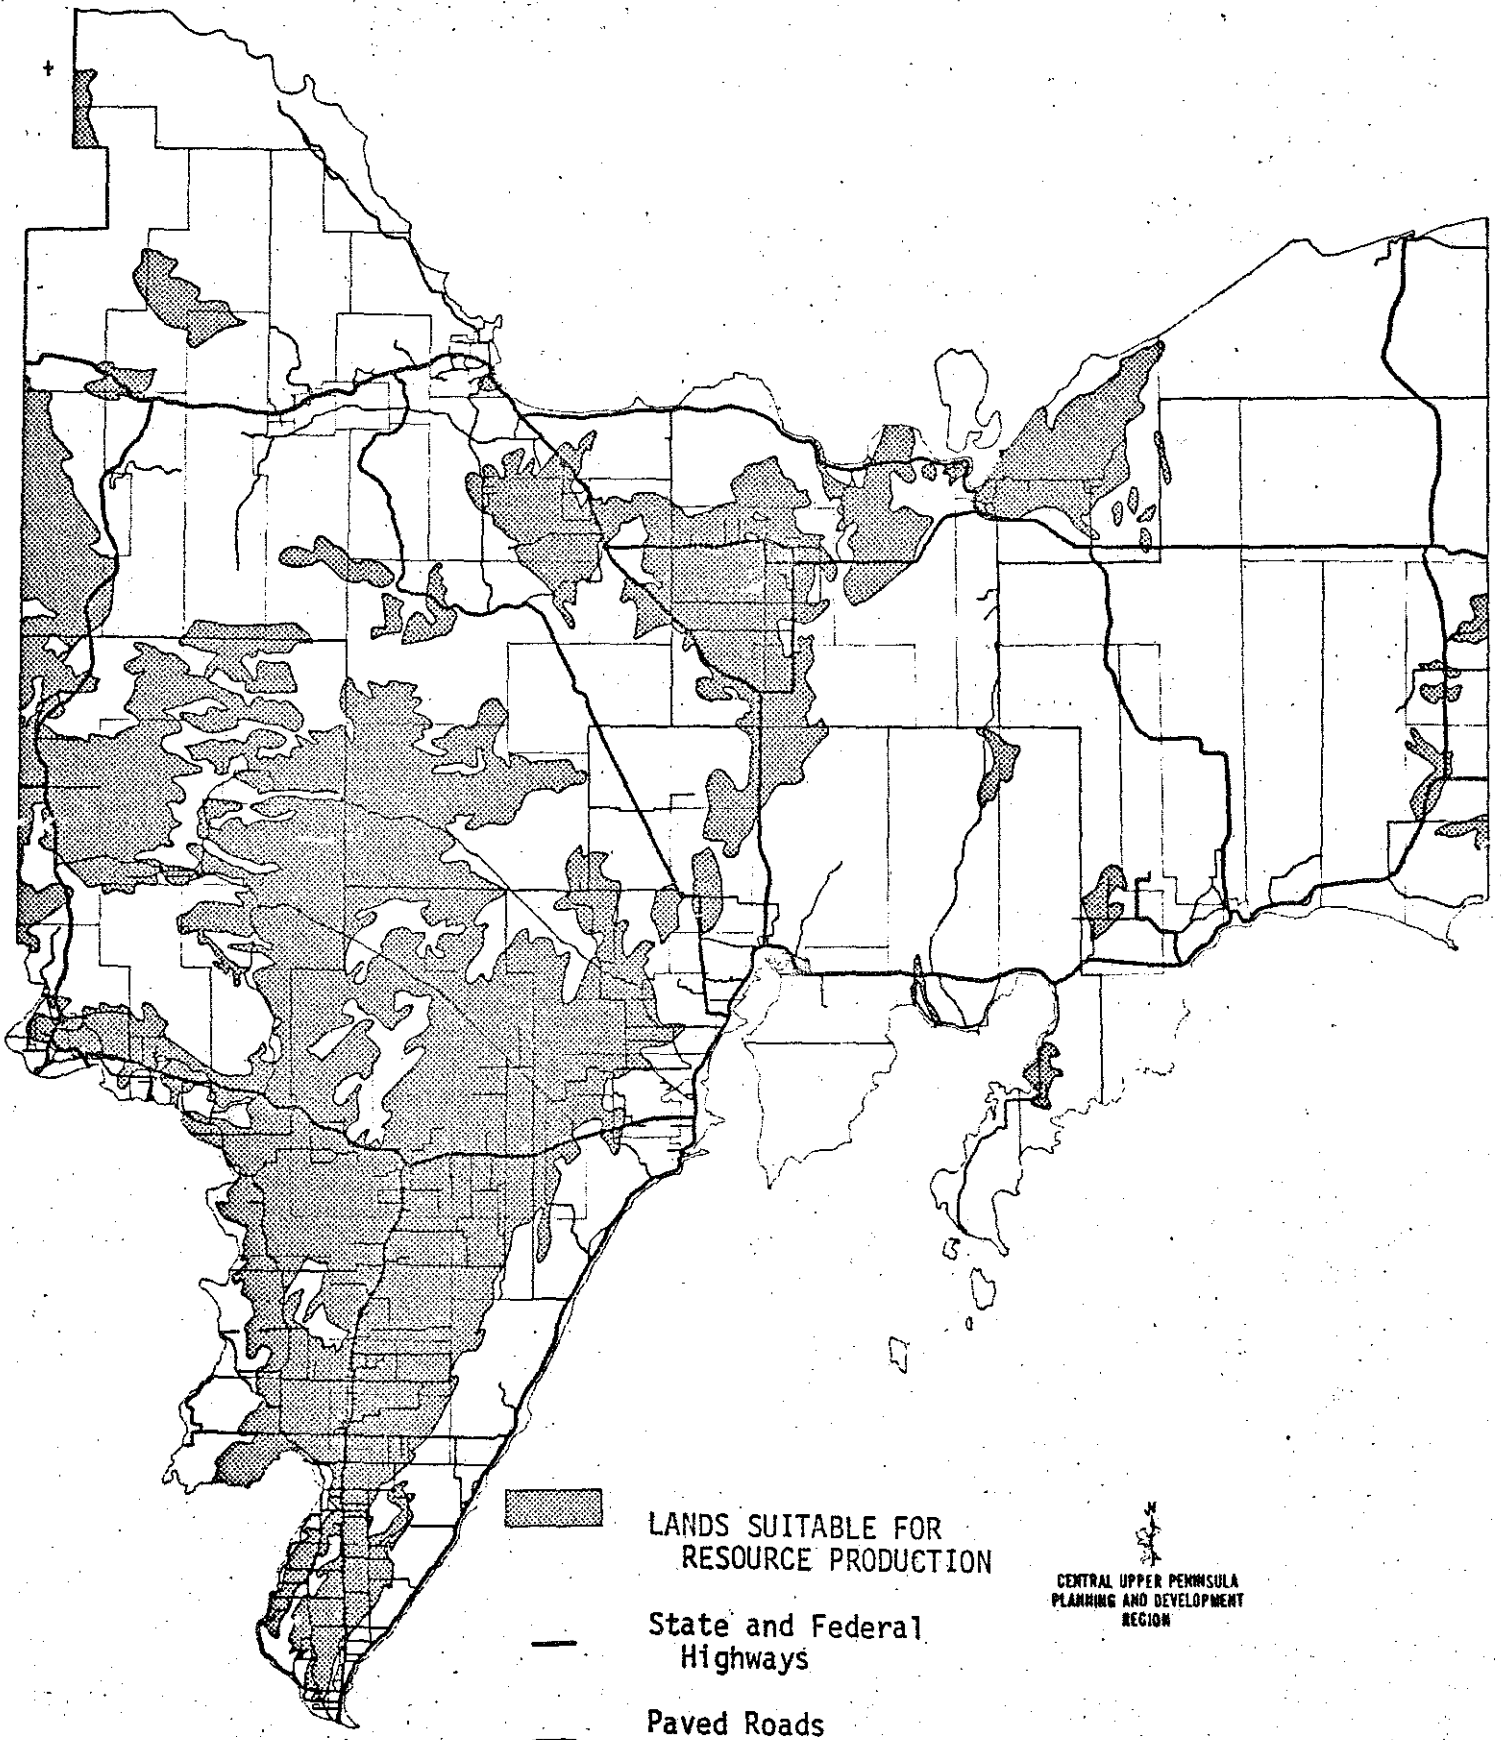 LANDS SUITABLE FOR
RESOURCE PRODUCTION
State and Federal
Highways
Paved Roads
N
CENTRAL UPPER PENINSULA
PLANNING AND DEVELOPMENT
REGION